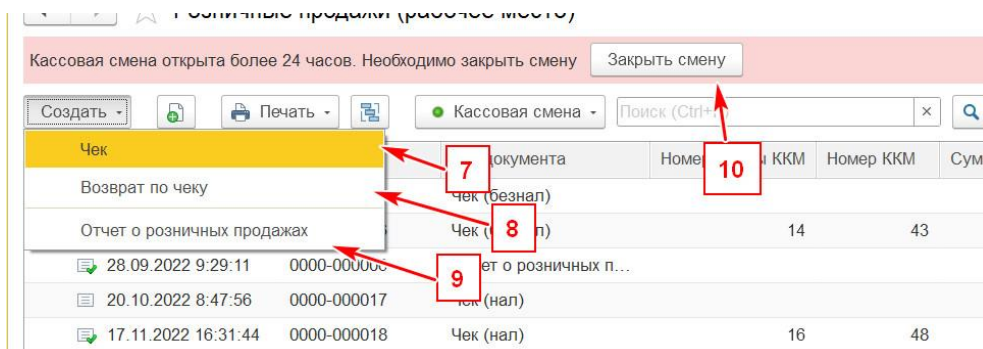 Розничные продажи (рабочее место)
Кассовая смена открыта более 24 часов. Необходимо закрыть смену Закрыть смену
Создать Печать Кассовая смена Поиск (Ctrl+
Чек 7 документа Номер ККМ Номер ККМ Сум
Возврат по чеку 8 Чек (безнал)
Отчет о розничных продажах 9 Чек ( 14 43
10
28.09.2022 9:29:11 0000-000006 ет о розничных п...
20.10.2022 8:47:56 0000-000017 Чек (нал)
17.11.2022 16:31:44 0000-000018 Чек (нал) 16 48